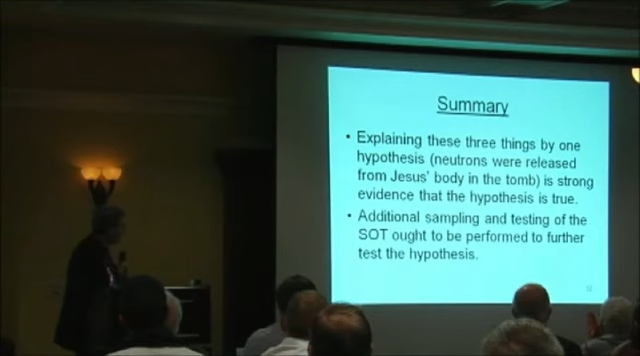 Summary
• Explaining these three things by one
hypothesis (neutrons were released
from Jesus' body in the tomb) is strong
evidence that the hypothesis is true.
• Additional sampling and testing of the
SOT ought to be performed to further
test the hypothesis.